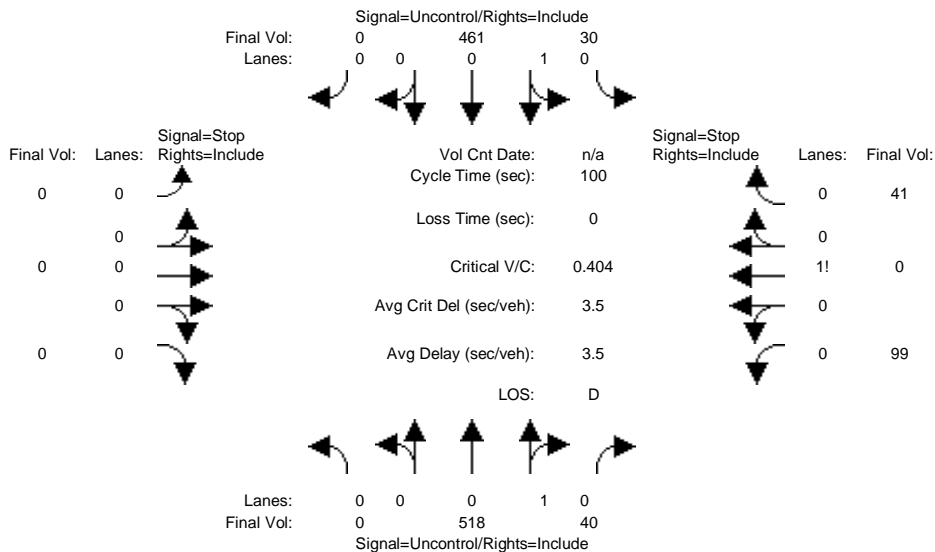 Signal=Uncontrol/Rights=Include
Final Vol: 0 461 30
Lanes: 0 0 0 1 0
Signal=Stop Signal=Stop
Final Vol: Lanes: Rights=Include Vol Cnt Date: n/a Rights=Include Lanes: Final Vol:
Cycle Time (sec): 100
0 0 0 41
Loss Time (sec): 0
0 0
0 0 Critical V/C: 0.404 1! 0
0 Avg Crit Del (sec/veh): 3.5 0
0 0 Avg Delay (sec/veh): 3.5 0 99
LOS: D
Lanes: 0 0 0 1 0
Final Vol: 0 518 40
Signal=Uncontrol/Rights=Include